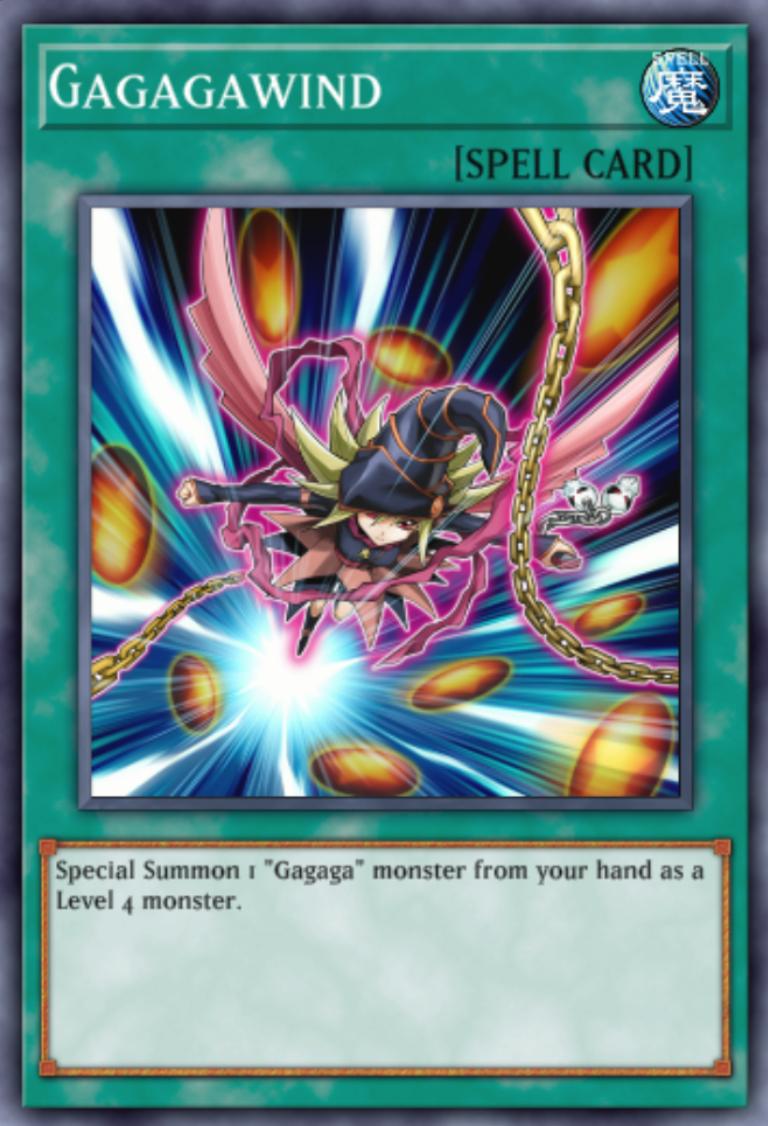 GAGAGAWIND
SPELL
魔
[SPELL CARD]
Special Summon 1 "Gagaga" monster from your hand as a
Level 4 monster.